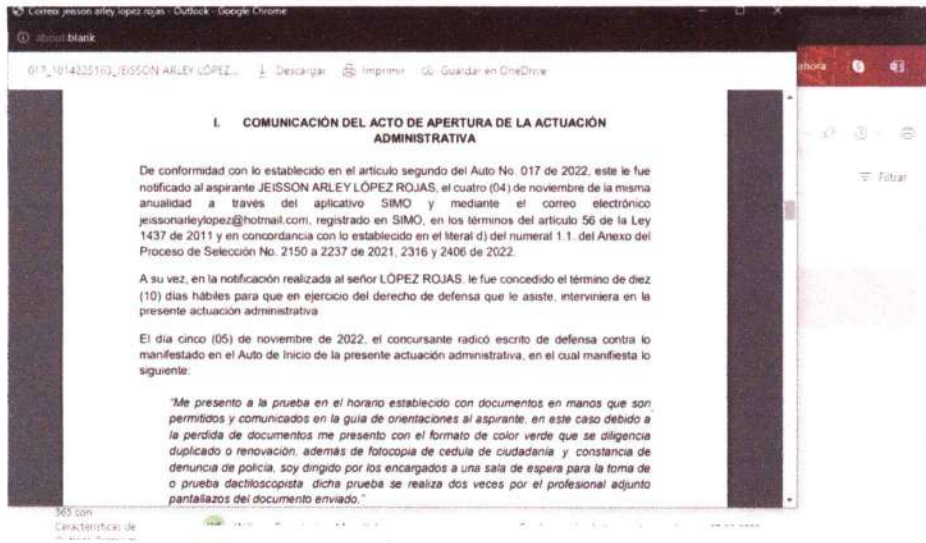 Correo: jeisson arley lopez rojas - Outlook - Google Chrome
about:blank
017_1014225163_JEISSON ARLEY LÓPEZ... Descargar Imprimir Guardar en OneDrive
ahora
Filtrar
I. COMUNICACIÓN DEL ACTO DE APERTURA DE LA ACTUACIÓN
ADMINISTRATIVA
De conformidad con lo establecido en el artículo segundo del Auto No. 017 de 2022, este le fue
notificado al aspirante JEISSON ARLEY LÓPEZ ROJAS, el cuatro (04) de noviembre de la misma
anualidad a través del aplicativo SIMO y mediante el correo electrónico
jeissonarleylopez@hotmail.com, registrado en SIMO, en los términos del artículo 56 de la Ley
1437 de 2011 y en concordancia con lo establecido en el literal d) del numeral 1.1. del Anexo del
Proceso de Selección No. 2150 a 2237 de 2021, 2316 y 2406 de 2022.
A su vez, en la notificación realizada al señor LÓPEZ ROJAS, le fue concedido el término de diez
(10) días hábiles para que en ejercicio del derecho de defensa que le asiste, interviniera en la
presente actuación administrativa.
El día cinco (05) de noviembre de 2022, el concursante radicó escrito de defensa contra lo
manifestado en el Auto de Inicio de la presente actuación administrativa, en el cual manifiesta lo
siguiente:
"Me presento a la prueba en el horario establecido con documentos en manos que son
permitidos y comunicados en la guía de orientaciones al aspirante, en este caso debido a
la perdida de documentos me presento con el formato de color verde que se diligencia
duplicado o renovación, además de fotocopia de cedula de ciudadanía y constancia de
denuncia de policía, soy dirigido por los encargados a una sala de espera para la toma de
o prueba dactiloscopista dicha prueba se realiza dos veces por el profesional adjunto
pantallazos del documento enviado."
365 con
Características de